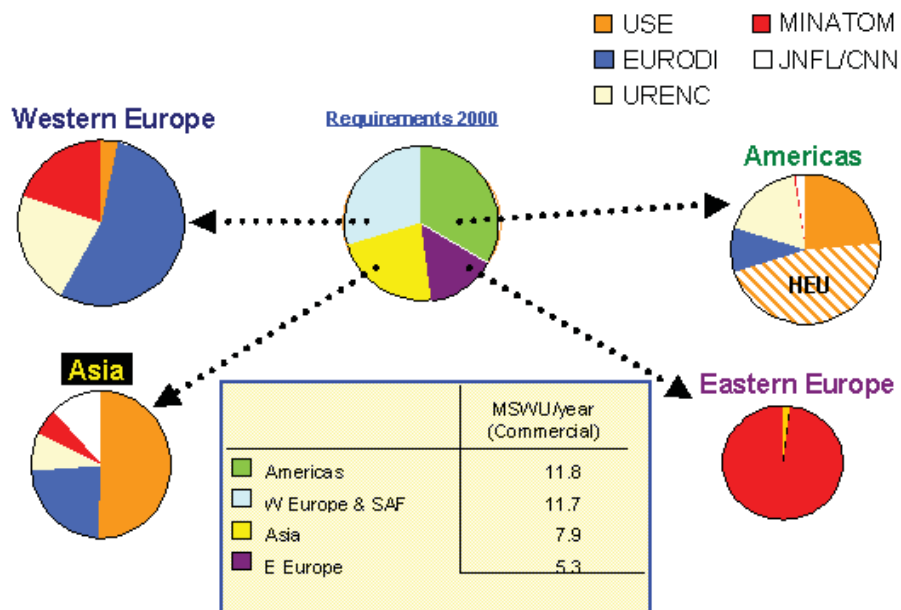 USE
MINATOM
EURODI
JNFL/CNN
URENC
Western Europe
Requirements 2000
Americas
HEU
Asia
Eastern Europe
MSWU/year
(Commercial)
Americas 11.8
W Europe & SAF 11.7
Asia 7.9
E Europe 5.3